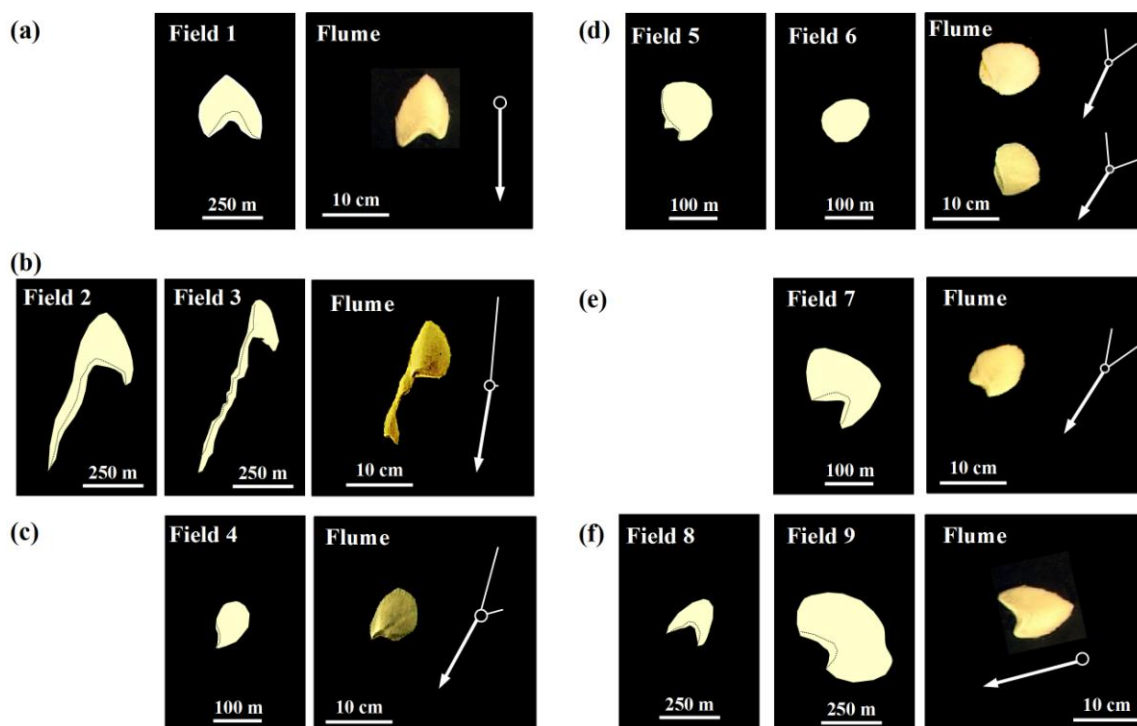 (a)
Field 1
Flume
250 m
10 cm
(b)
Field 2
Field 3
Flume
250 m
250 m
10 cm
(c)
Field 4
Flume
100 m
10 cm
(d)
Field 5
Field 6
Flume
100 m
100 m
10 cm
(e)
Field 7
Flume
100 m
10 cm
(f)
Field 8
Field 9
Flume
250 m
250 m
10 cm